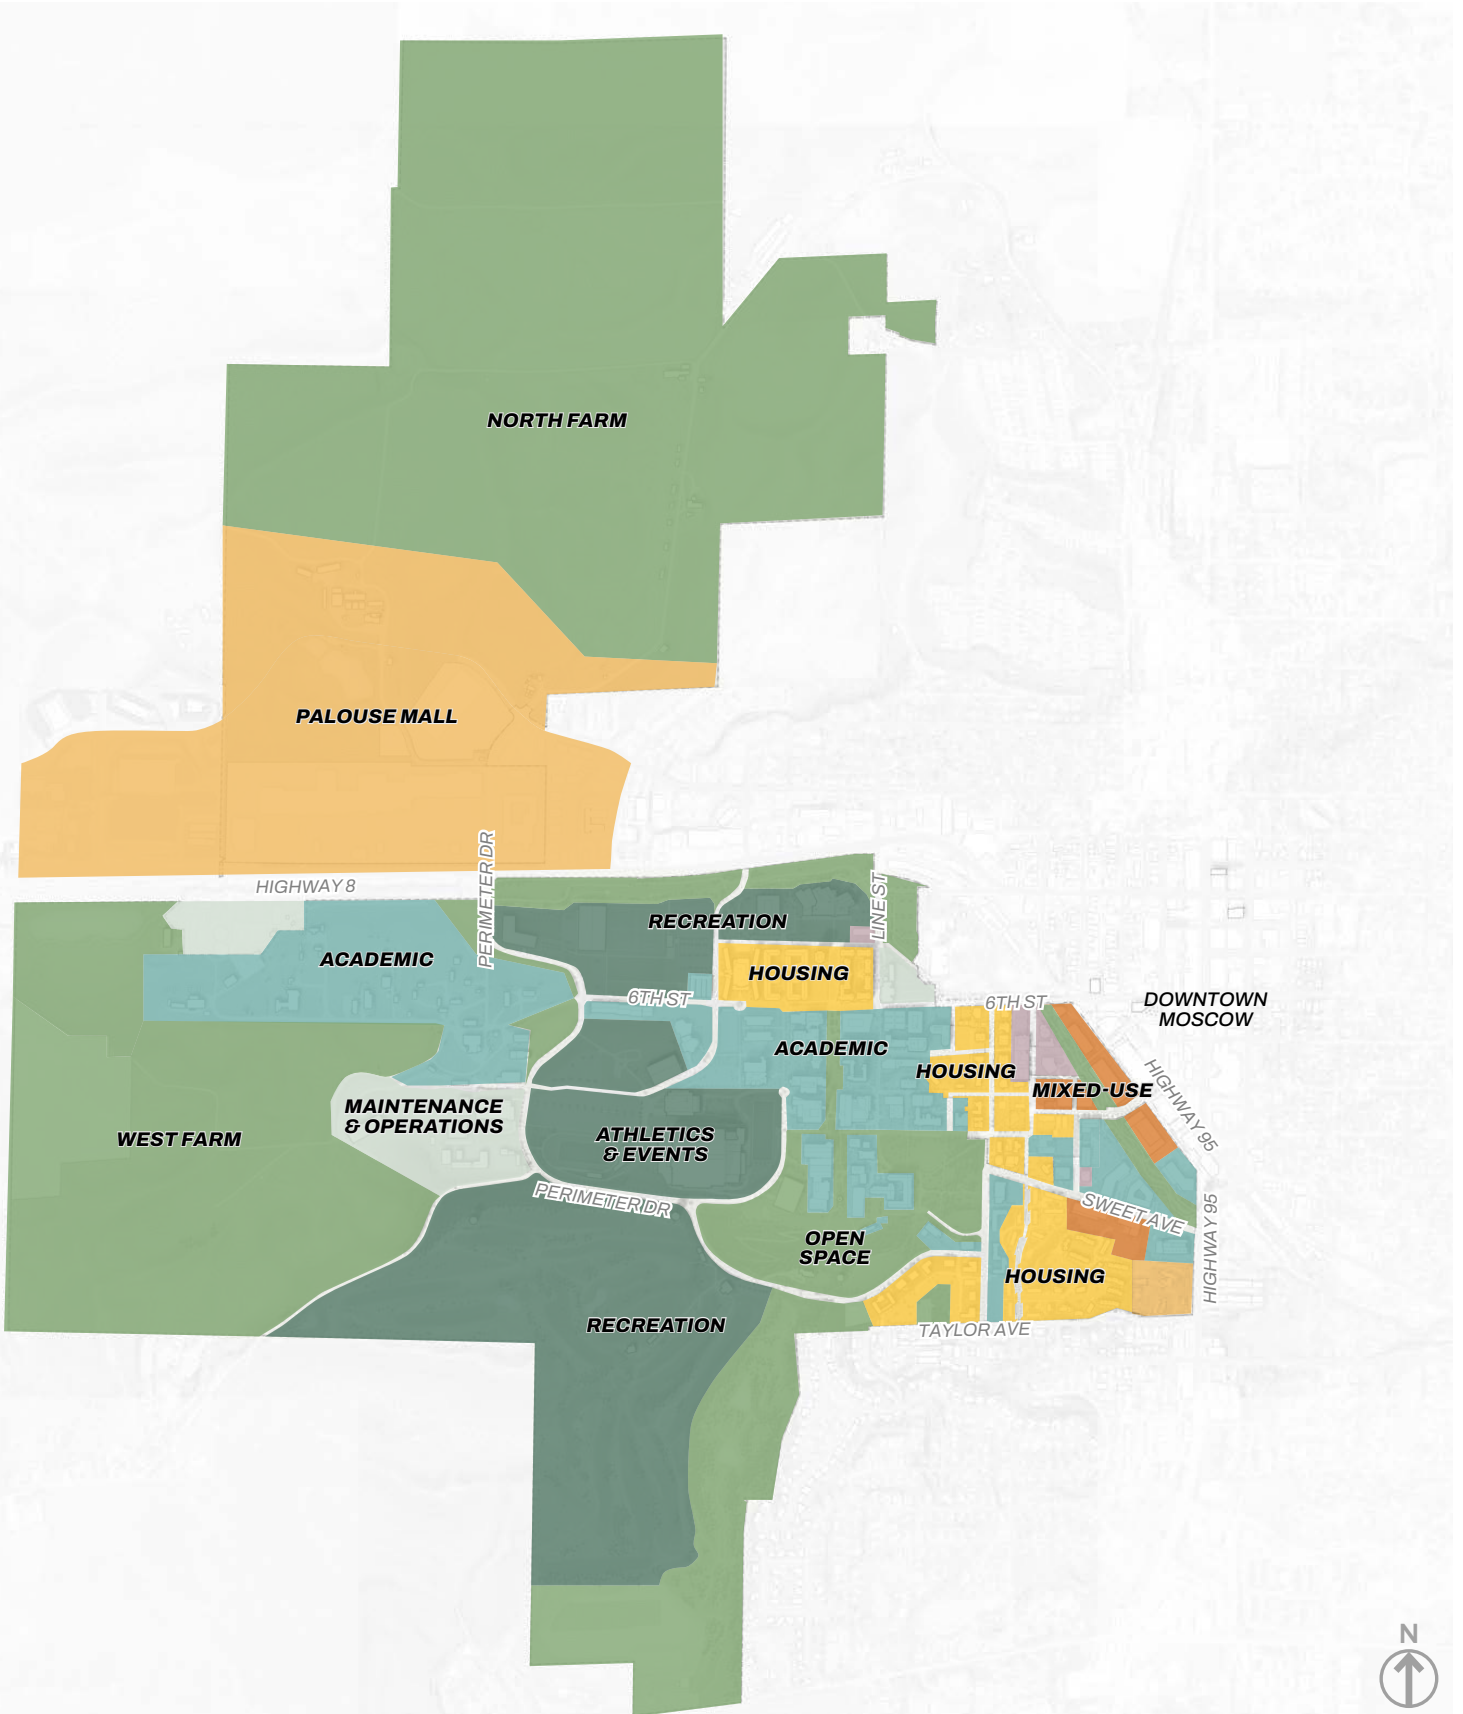 NORTH FARM
PALOUSE MALL
PERIMETER DR
HIGHWAY 8
LINE ST
RECREATION
ACADEMIC
HOUSING
6TH ST
6TH ST
DOWNTOWN
MOSCOW
ACADEMIC
HOUSING
MIXED-USE
HIGHWAY 95
MAINTENANCE
& OPERATIONS
WEST FARM
ATHLETICS
& EVENTS
PERIMETER DR
SWEET AVE
HIGHWAY 95
OPEN
SPACE
HOUSING
RECREATION
TAYLOR AVE
N